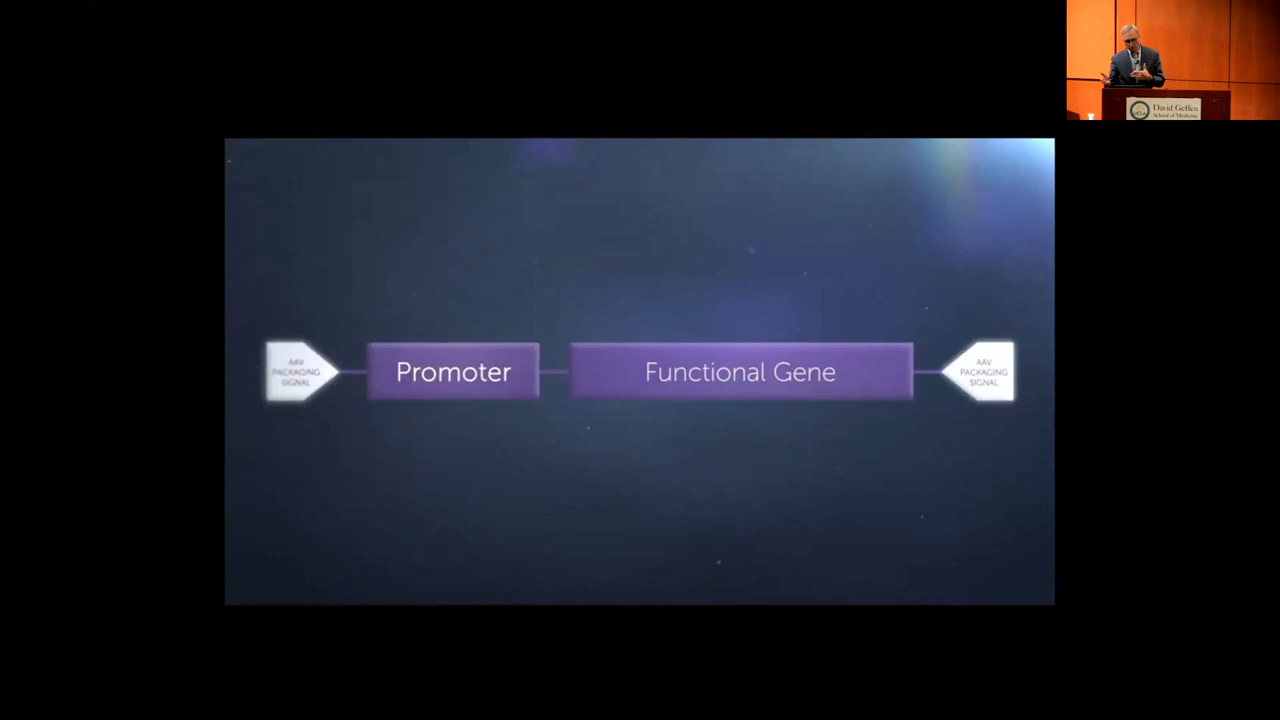 David Geffen
School of Medicine
AAV
PACKAGING
SIGNAL
Promoter
Functional Gene
AAV
PACKAGING
SIGNAL